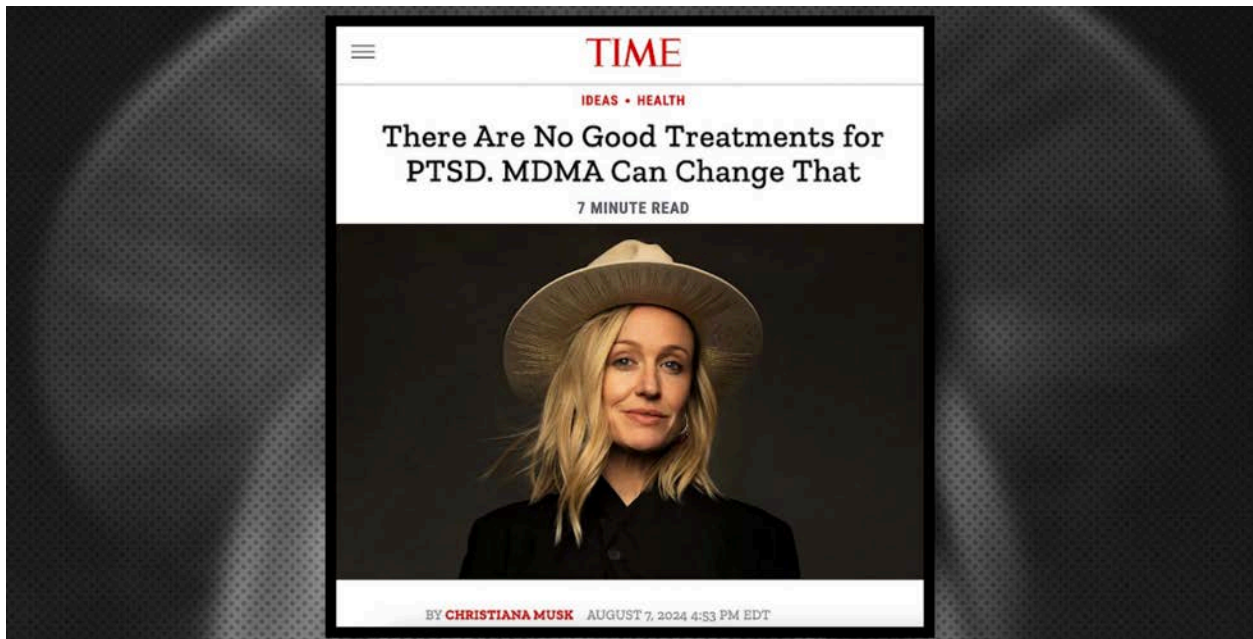 TIME
IDEAS • HEALTH
There Are No Good Treatments for
PTSD. MDMA Can Change That
7 MINUTE READ
BY CHRISTIANA MUSK AUGUST 7, 2024 4:53 PM EDT